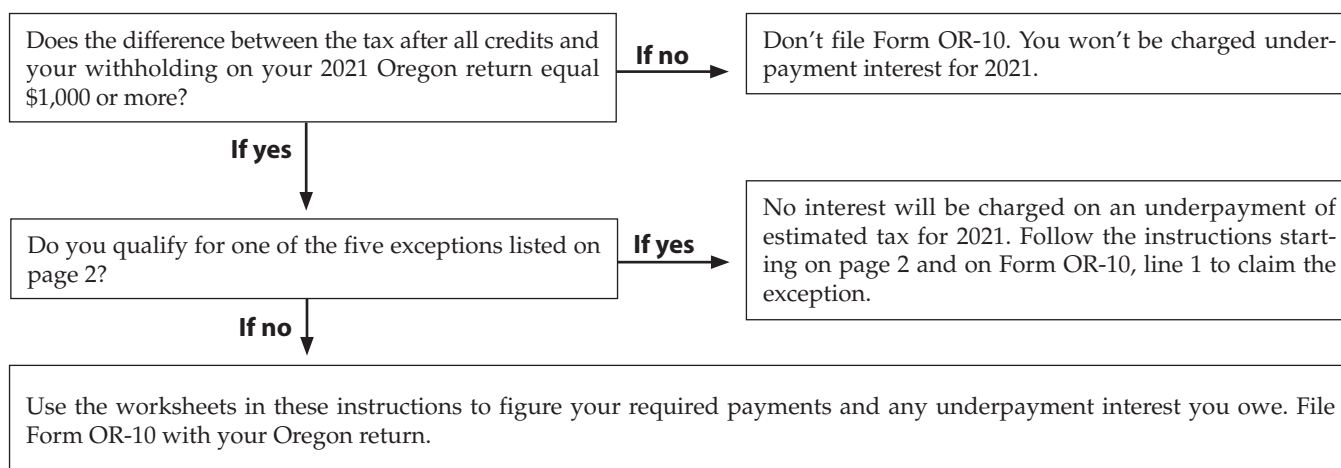 Does the difference between the tax after all credits and
your withholding on your 2021 Oregon return equal
$1,000 or more?
If no
Don't file Form OR-10. You won't be charged under-
payment interest for 2021.
If yes
Do you qualify for one of the five exceptions listed on
page 2?
If yes
No interest will be charged on an underpayment of
estimated tax for 2021. Follow the instructions start-
ing on page 2 and on Form OR-10, line 1 to claim the
exception.
If no
Use the worksheets in these instructions to figure your required payments and any underpayment interest you owe. File
Form OR-10 with your Oregon return.